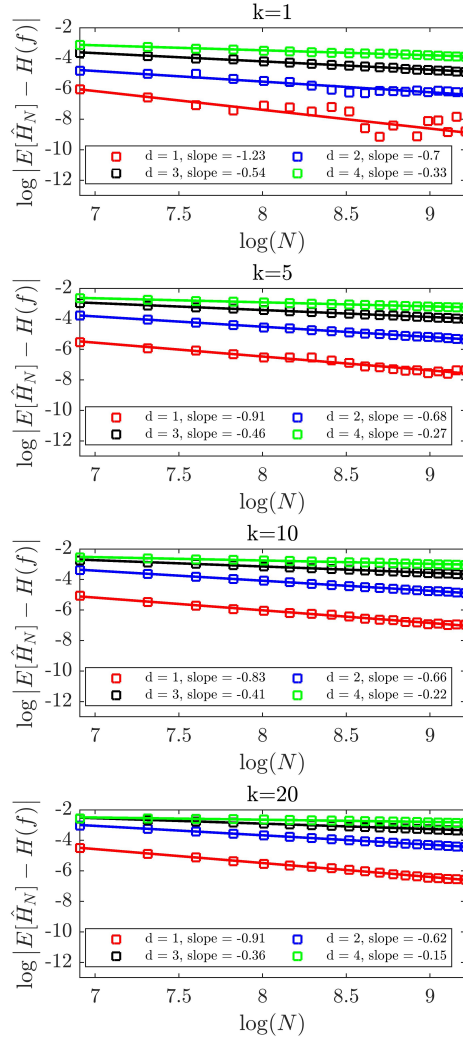 k=1
log |E[Ĥ_N] − H(f)|
-2
-4
-6
-8
-10
-12
d = 1, slope = -1.23
d = 2, slope = -0.7
d = 3, slope = -0.54
d = 4, slope = -0.33
7
7.5
8
8.5
9
log(N)
k=5
log |E[Ĥ_N] − H(f)|
-2
-4
-6
-8
-10
-12
d = 1, slope = -0.91
d = 2, slope = -0.68
d = 3, slope = -0.46
d = 4, slope = -0.27
7
7.5
8
8.5
9
log(N)
k=10
log |E[Ĥ_N] − H(f)|
-2
-4
-6
-8
-10
-12
d = 1, slope = -0.83
d = 2, slope = -0.66
d = 3, slope = -0.41
d = 4, slope = -0.22
7
7.5
8
8.5
9
log(N)
k=20
log |E[Ĥ_N] − H(f)|
-2
-4
-6
-8
-10
-12
d = 1, slope = -0.91
d = 2, slope = -0.62
d = 3, slope = -0.36
d = 4, slope = -0.15
7
7.5
8
8.5
9
log(N)